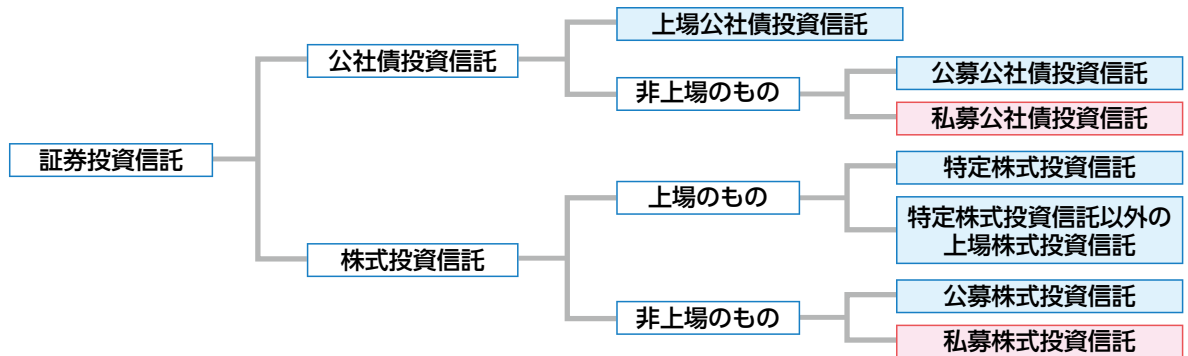 上場公社債投資信託
公社債投資信託
公募公社債投資信託
非上場のもの
私募公社債投資信託
証券投資信託
特定株式投資信託
上場のもの
特定株式投資信託以外の
上場株式投資信託
株式投資信託
公募株式投資信託
非上場のもの
私募株式投資信託